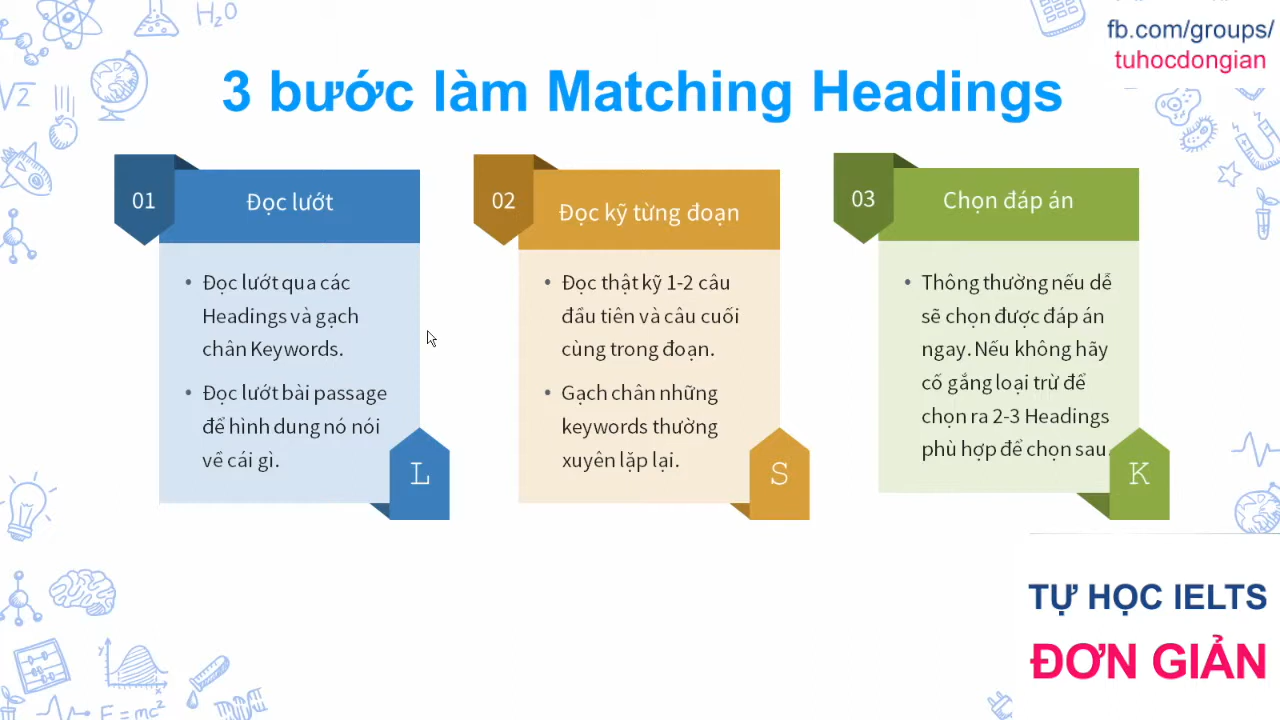 H₂O
fb.com/groups/
tuhocdongian
3 bước làm Matching Headings
√2
01
Đọc lướt
Đọc lướt qua các
Headings và gạch
chân Keywords.
Đọc lướt bài passage
để hình dung nó nói
về cái gì.
L
02
Đọc kỹ từng đoạn
Đọc thật kỹ 1-2 câu
đầu tiên và câu cuối
cùng trong đoạn.
Gạch chân những
keywords thường
xuyên lặp lại.
S
03
Chọn đáp án
Thông thường nếu dễ
sẽ chọn được đáp án
ngay. Nếu không hãy
cố gắng loại trừ để
chọn ra 2-3 Headings
phù hợp để chọn sau.
K
TỰ HỌC IELTS
ĐƠN GIẢN
y
x
E=mc²